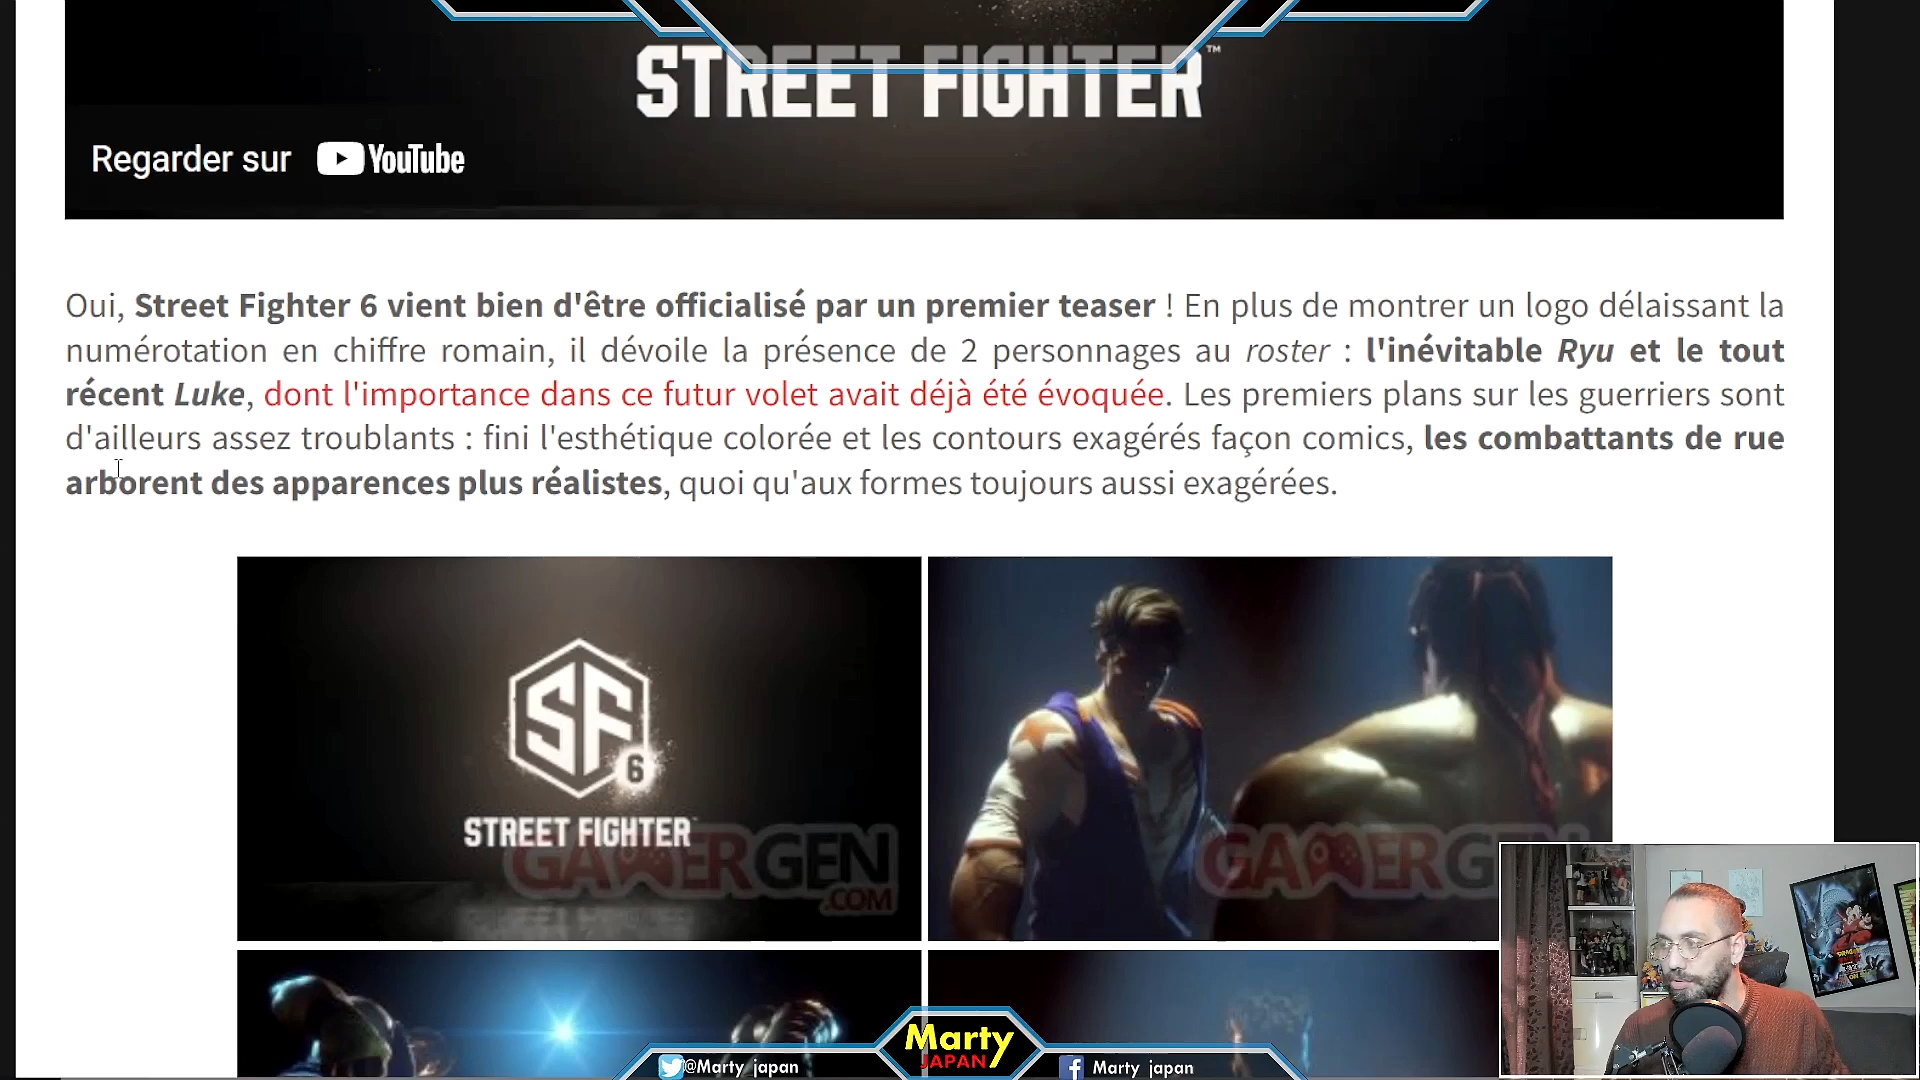 STREET FIGHTER™
Regarder sur YouTube
Oui, Street Fighter 6 vient bien d'être officialisé par un premier teaser ! En plus de montrer un logo délaissant la
numérotation en chiffre romain, il dévoile la présence de 2 personnages au roster : l'inévitable Ryu et le tout
récent Luke, dont l'importance dans ce futur volet avait déjà été évoquée. Les premiers plans sur les guerriers sont
d'ailleurs assez troublants : fini l'esthétique colorée et les contours exagérés façon comics, les combattants de rue
arborent des apparences plus réalistes, quoi qu'aux formes toujours aussi exagérées.
SF
6
STREET FIGHTER
GAMERGEN
.COM
GAMERG
Marty
JAPAN
@Marty japan
Marty japan